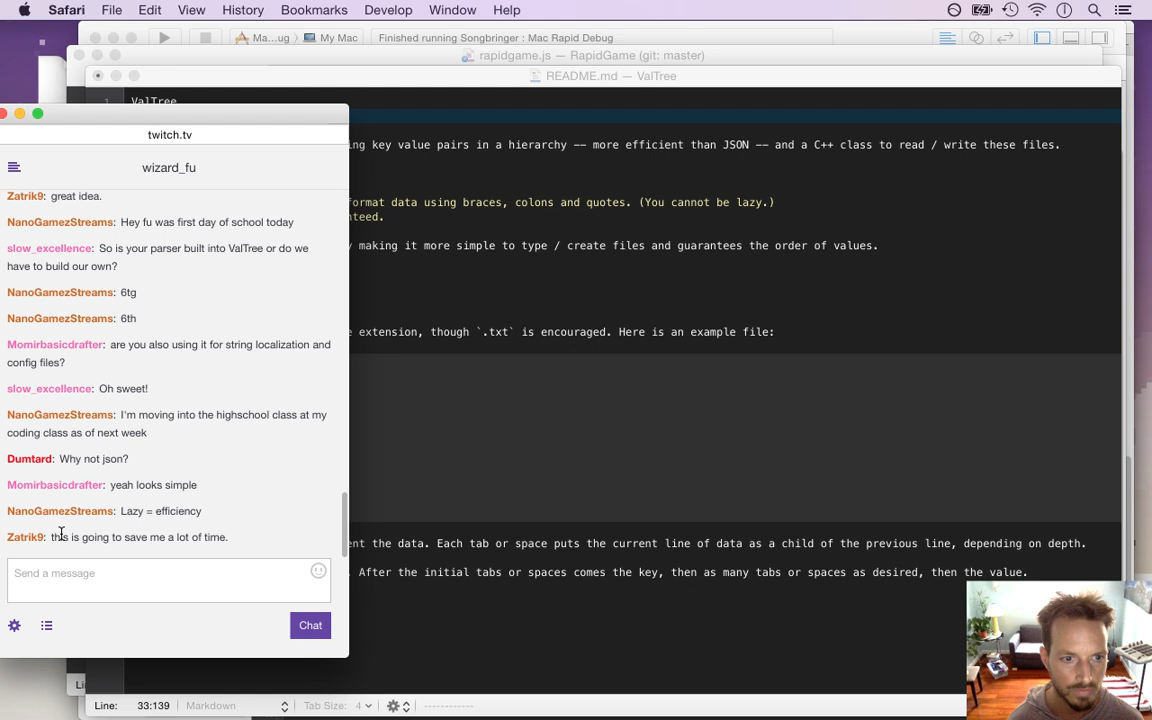 Safari File Edit View History Bookmarks Develop Window Help
Ma...ug 〉 My Mac Finished running Songbringer : Mac Rapid Debug
rapidgame.js — RapidGame (git: master)
README.md — ValTree
1 ValTree
twitch.tv
ing key value pairs in a hierarchy -- more efficient than JSON -- and a C++ class to read / write these files.
wizard_fu
Zatrik9: great idea.
format data using braces, colons and quotes. (You cannot be lazy.)
nteed.
NanoGamezStreams: Hey fu was first day of school today
slow_excellence: So is your parser built into ValTree or do we
have to build our own?
y making it more simple to type / create files and guarantees the order of values.
NanoGamezStreams: 6tg
NanoGamezStreams: 6th
e extension, though `.txt` is encouraged. Here is an example file:
Momirbasicdrafter: are you also using it for string localization and
config files?
slow_excellence: Oh sweet!
NanoGamezStreams: I'm moving into the highschool class at my
coding class as of next week
Dumtard: Why not json?
Momirbasicdrafter: yeah looks simple
NanoGamezStreams: Lazy = efficiency
Zatrik9: this is going to save me a lot of time.
ent the data. Each tab or space puts the current line of data as a child of the previous line, depending on depth.
Send a message
. After the initial tabs or spaces comes the key, then as many tabs or spaces as desired, then the value.
Chat
Li
Line: 33:139 Markdown Tab Size: 4 ------------